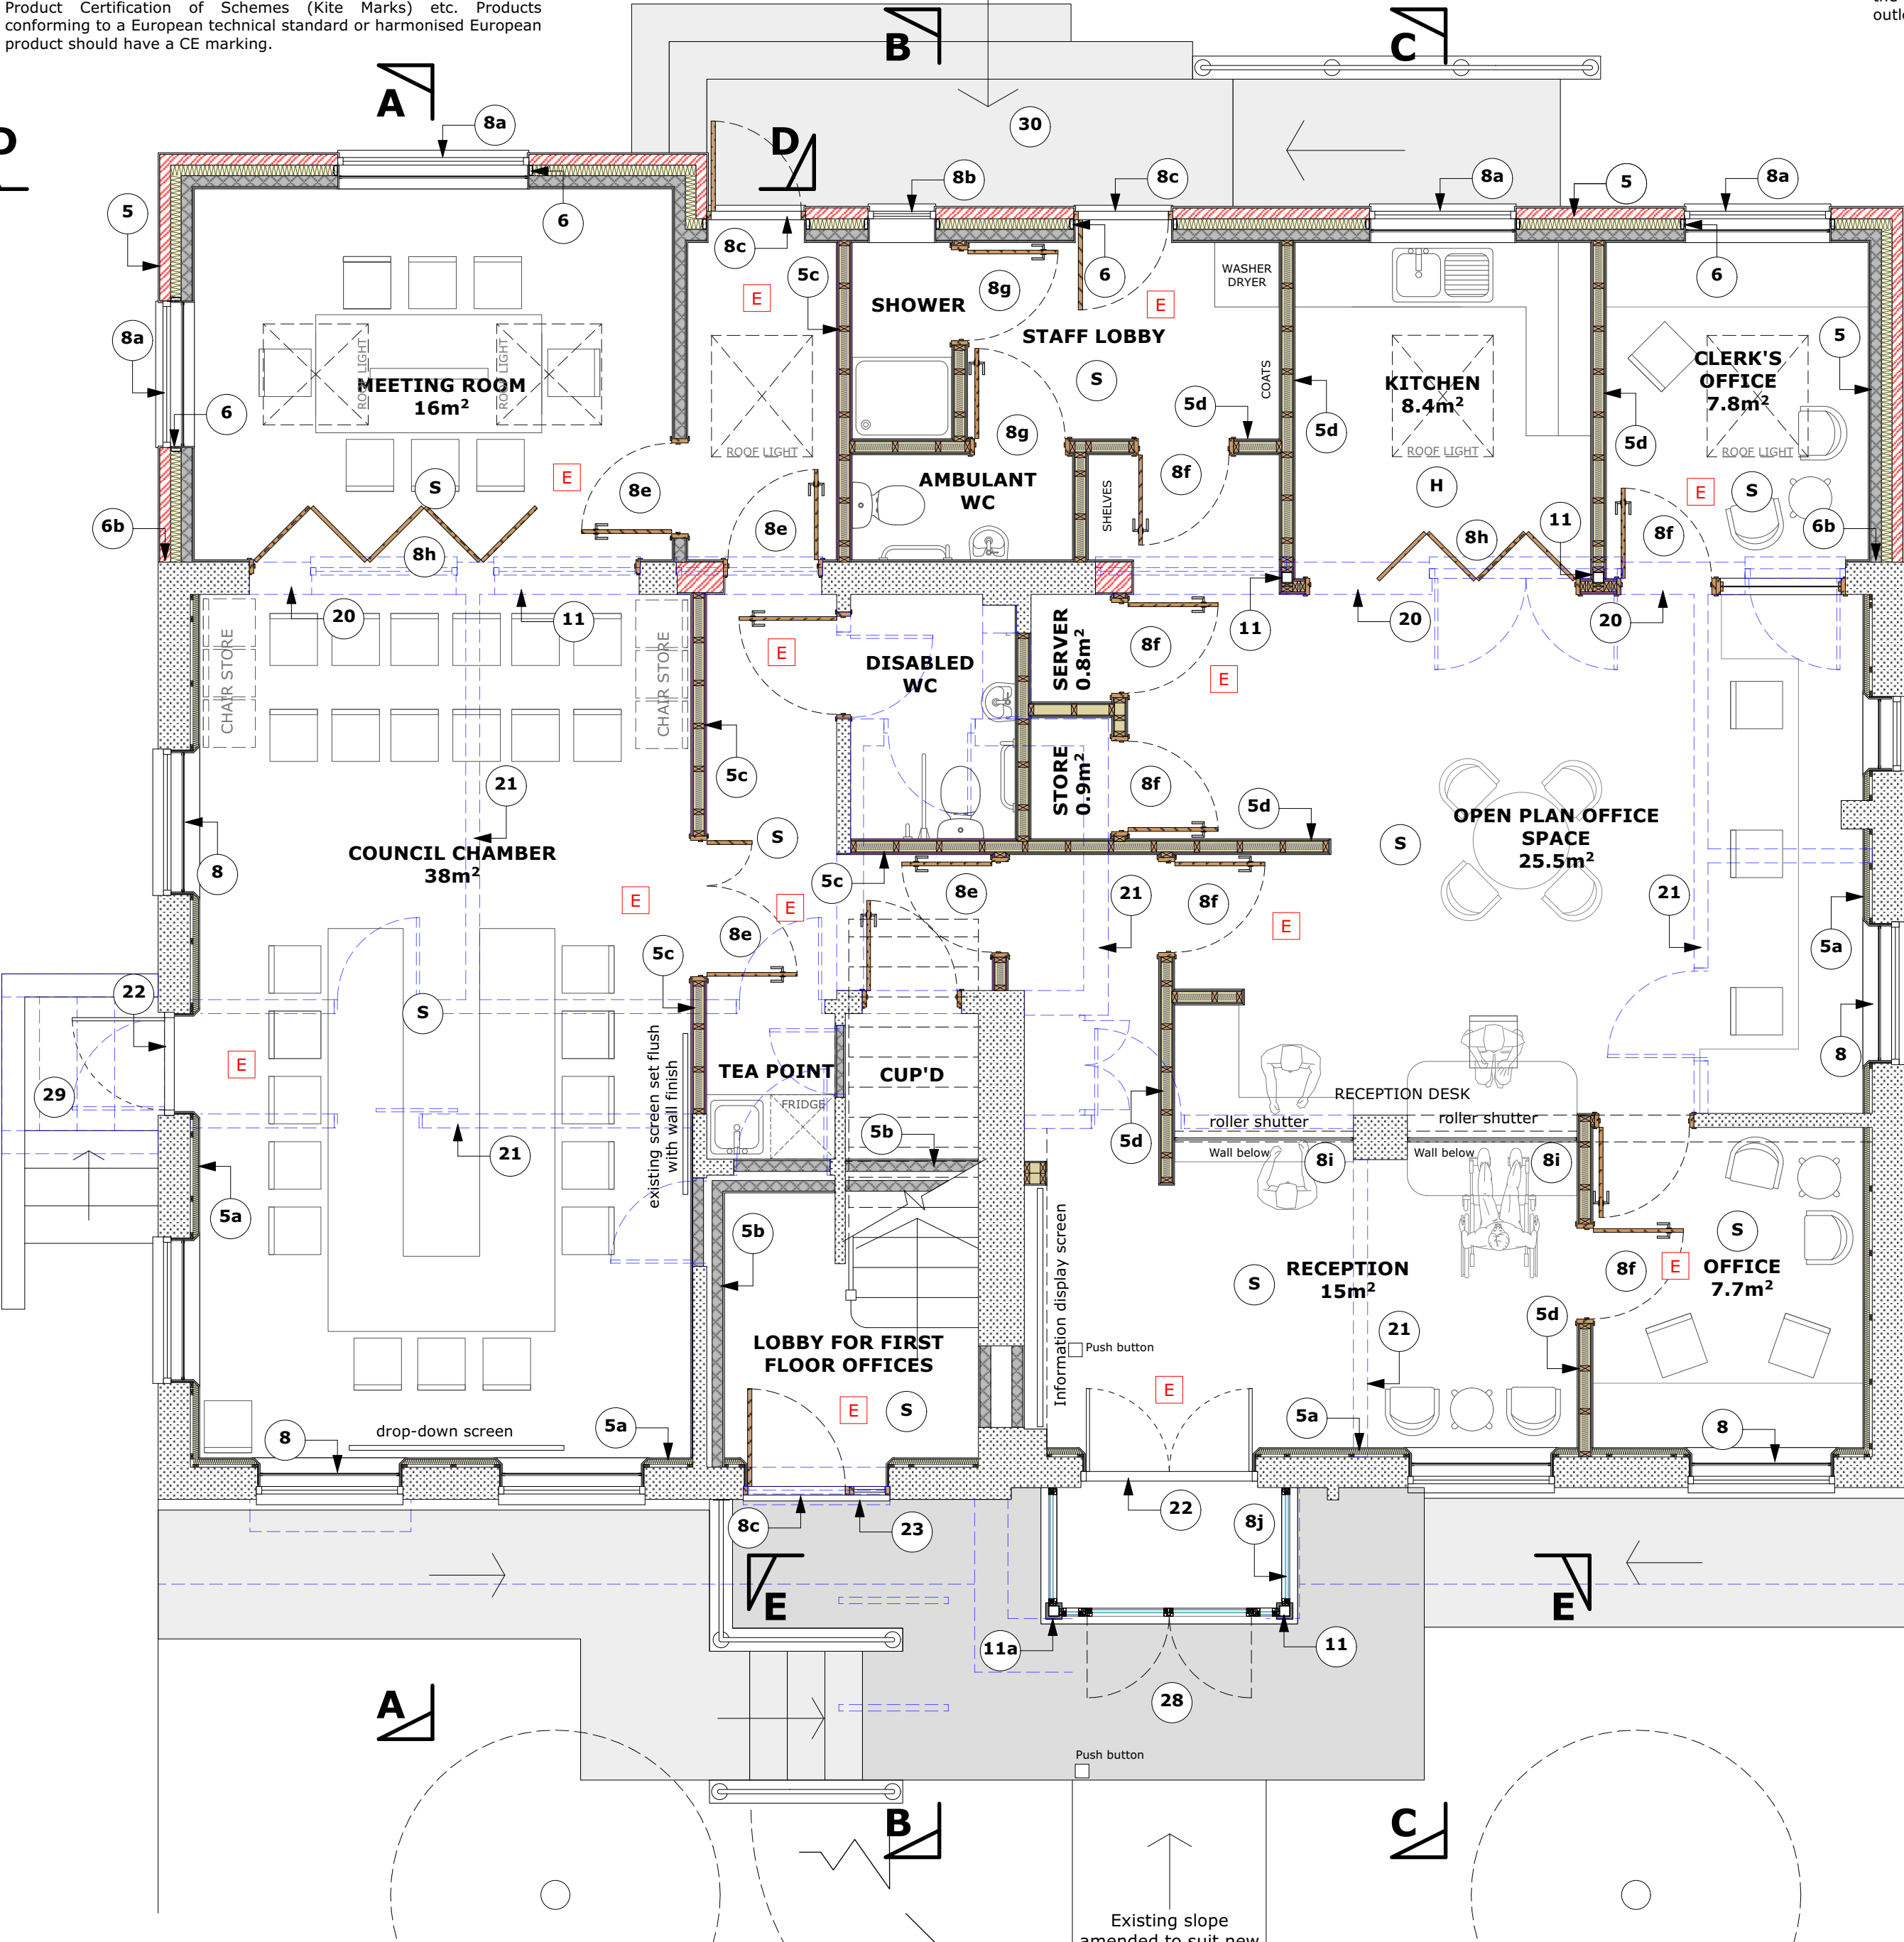 Product Certification of Schemes (Kite Marks) etc. Products
conforming to a European technical standard or harmonised European
product should have a CE marking.
the
outl
A
B
C
D
D
8a
30
5
6
8b
8c
8a
5
8a
8c
5c
SHOWER
8g
6
WASHER
DRYER
6
E
E
STAFF LOBBY
S
COATS
8a
ROOF LIGHT
ROOF LIGHT
MEETING ROOM
16m²
6
KITCHEN
8.4m²
CLERK'S
OFFICE
7.8m²
5
5d
5d
5d
8g
ROOF LIGHT
ROOF LIGHT
ROOF LIGHT
E
S
8e
AMBULANT
WC
SHELVES
8f
H
E
S
6b
8h
8e
8h
11
8f
6b
20
11
11
20
20
CHAIR STORE
CHAIR STORE
E
DISABLED
WC
SERVER
0.8m²
8f
E
5c
STORE
0.9m²
8f
5d
21
S
OPEN PLAN OFFICE
SPACE
25.5m²
S
COUNCIL CHAMBER
38m²
8
5c
8e
21
8f
21
E
E
E
5a
8e
5c
22
S
8
E
29
existing screen set flush
with wall finish
TEA POINT
FRIDGE
CUP'D
5b
RECEPTION DESK
roller shutter
roller shutter
5d
Wall below
8i
Wall below
8i
21
5a
5b
Information display screen
S
RECEPTION
15m²
S
OFFICE
7.7m²
8f
E
5d
LOBBY FOR FIRST
FLOOR OFFICES
Push button
21
E
E
S
drop-down screen
8
5a
5a
8
8c
23
22
8j
E
E
11a
11
28
A
Push button
B
C
Existing slope
amended to suit new